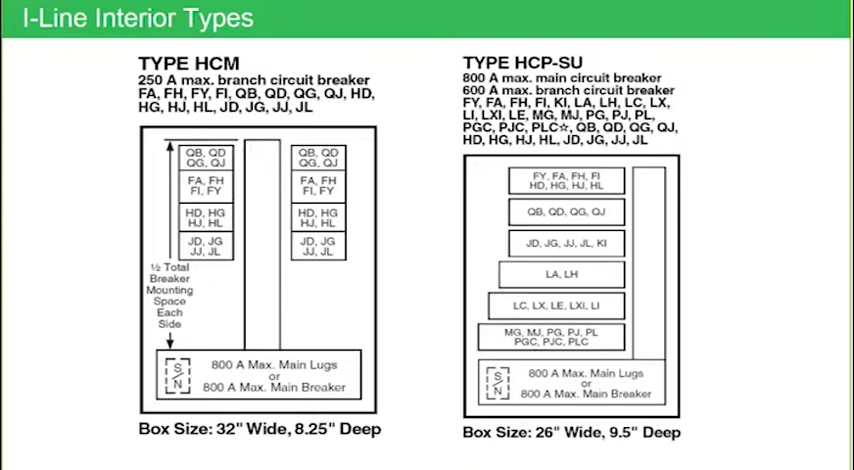 I-Line Interior Types
TYPE HCM
250 A max. branch circuit breaker
FA, FH, FY, FI, QB, QD, QG, QJ, HD,
HG, HJ, HL, JD, JG, JJ, JL
QB, QD
QG, QJ
FA, FH
FI, FY
HD, HG
HJ, HL
JD, JG
JJ, JL
QB, QD
QG, QJ
FA, FH
FI, FY
HD, HG
HJ, HL
JD, JG
JJ, JL
½ Total
Breaker
Mounting
Space
Each
Side
S/N
800 A Max. Main Lugs
or
800 A Max. Main Breaker
Box Size: 32" Wide, 8.25" Deep
TYPE HCP-SU
800 A max. main circuit breaker
600 A max. branch circuit breaker
FY, FA, FH, FI, KI, LA, LH, LC, LX,
LI, LXI, LE, MG, MJ, PG, PJ, PL,
PGC, PJC, PLC☆, QB, QD, QG, QJ,
HD, HG, HJ, HL, JD, JG, JJ, JL
FY, FA, FH, FI
HD, HG, HJ, HL
QB, QD, QG, QJ
JD, JG, JJ, JL, KI
LA, LH
LC, LX, LE, LXI, LI
MG, MJ, PG, PJ, PL
PGC, PJC, PLC
S/N
800 A Max. Main Lugs
or
800 A Max. Main Breaker
Box Size: 26" Wide, 9.5" Deep